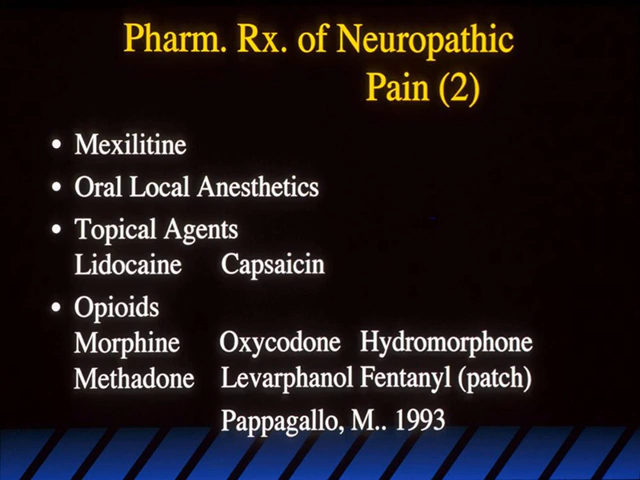 Pharm. Rx. of Neuropathic
Pain (2)
• Mexilitine
• Oral Local Anesthetics
• Topical Agents
Lidocaine Capsaicin
• Opioids
Morphine Oxycodone Hydromorphone
Methadone Levarphanol Fentanyl (patch)
Pappagallo, M.. 1993